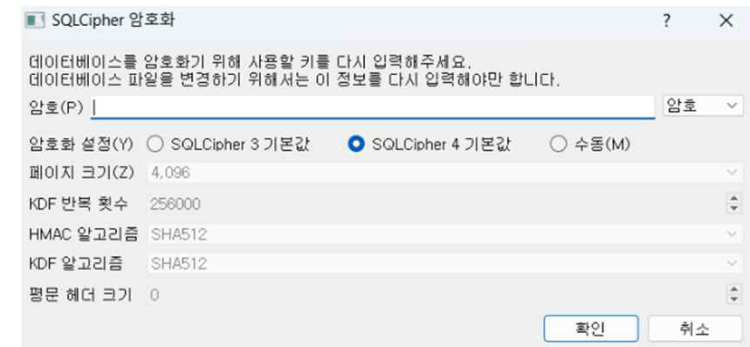 SQLCipher 암호화
데이터베이스를 암호화기 위해 사용할 키를 다시 입력해주세요.
데이터베이스 파일을 변경하기 위해서는 이 정보를 다시 입력해야만 합니다.
암호(P) 암호
암호화 설정(Y) SQLCipher 3 기본값 SQLCipher 4 기본값 수동(M)
페이지 크기(Z) 4,096
KDF 반복 횟수 256000
HMAC 알고리즘 SHA512
KDF 알고리즘 SHA512
평문 헤더 크기 0
확인 취소